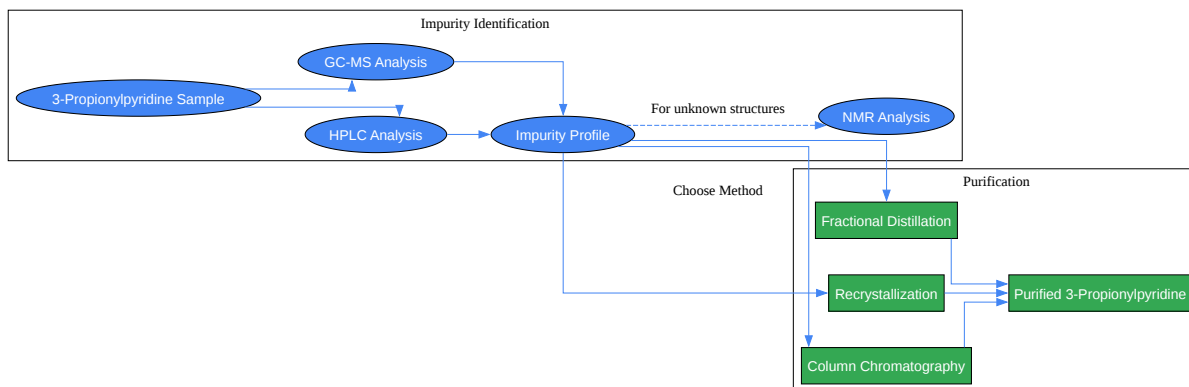 Impurity Identification
GC-MS Analysis
3-Propionylpyridine Sample
For unknown structures
NMR Analysis
HPLC Analysis
Impurity Profile
Choose Method
Purification
Fractional Distillation
Recrystallization
Purified 3-Propionylpyridine
Column Chromatography